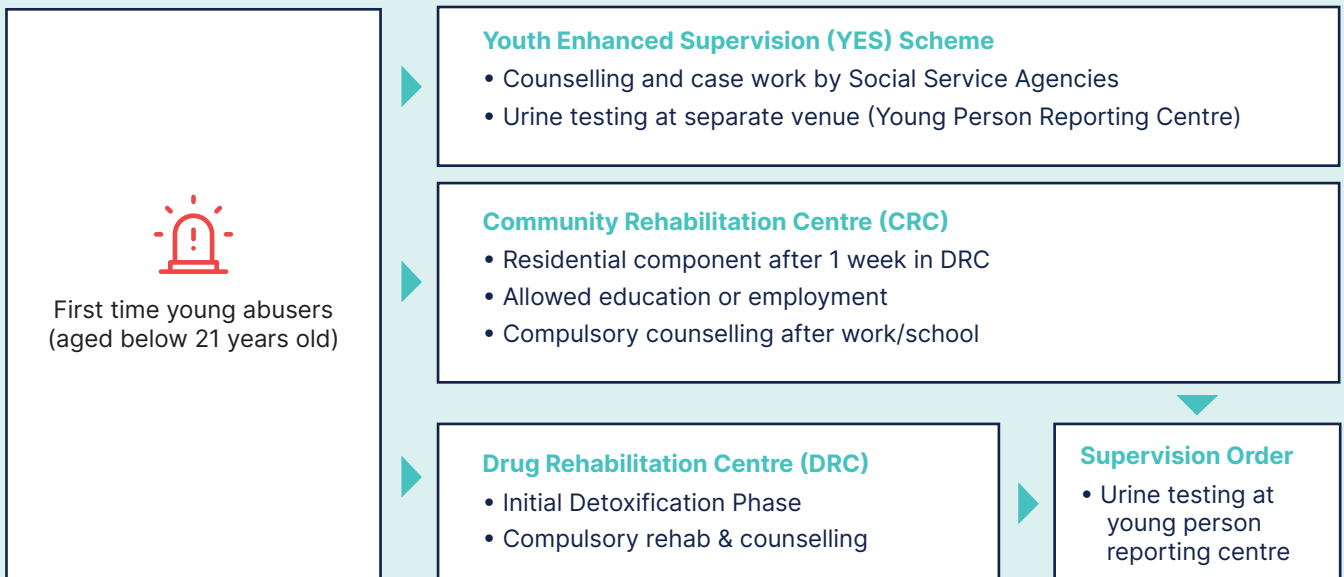 First time young abusers
(aged below 21 years old)
Youth Enhanced Supervision (YES) Scheme
• Counselling and case work by Social Service Agencies
• Urine testing at separate venue (Young Person Reporting Centre)
Community Rehabilitation Centre (CRC)
• Residential component after 1 week in DRC
• Allowed education or employment
• Compulsory counselling after work/school
Drug Rehabilitation Centre (DRC)
• Initial Detoxification Phase
• Compulsory rehab & counselling
Supervision Order
• Urine testing at
young person
reporting centre